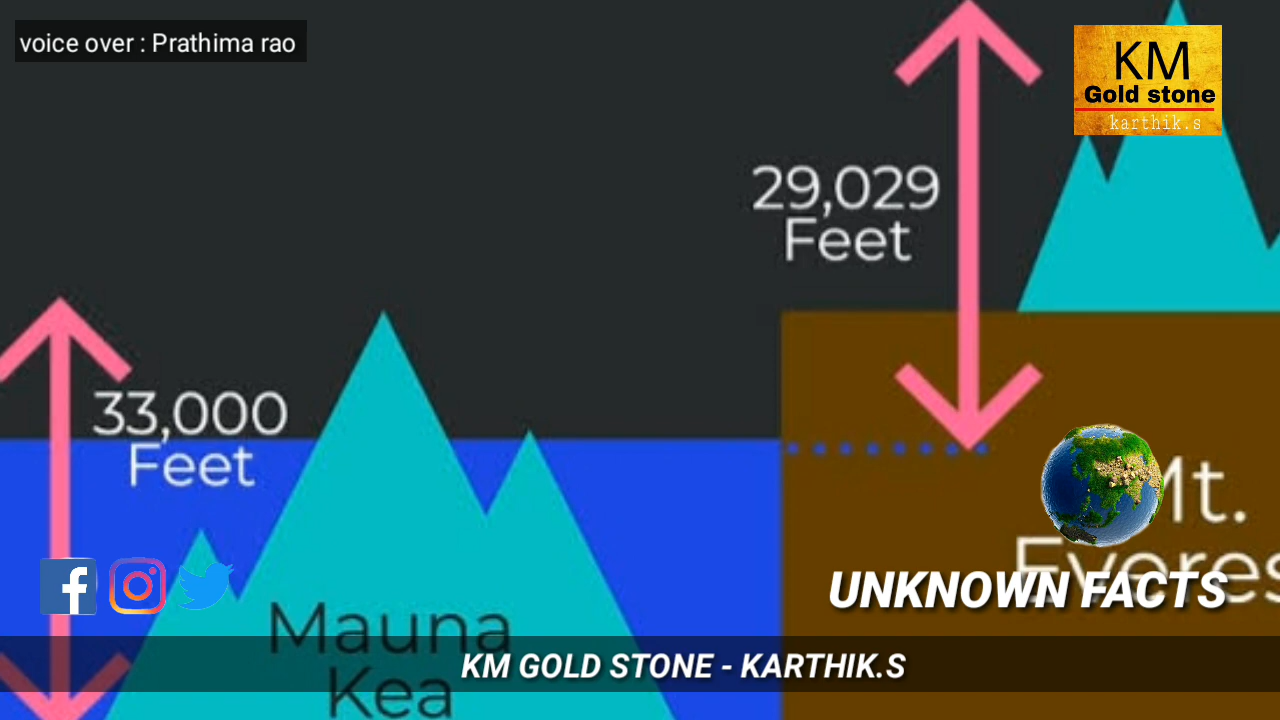 voice over : Prathima rao
KM
Gold stone
karthik.s
29,029
Feet
33,000
Feet
Mt.
Everes
UNKNOWN FACTS
Mauna
Kea
KM GOLD STONE - KARTHIK.S